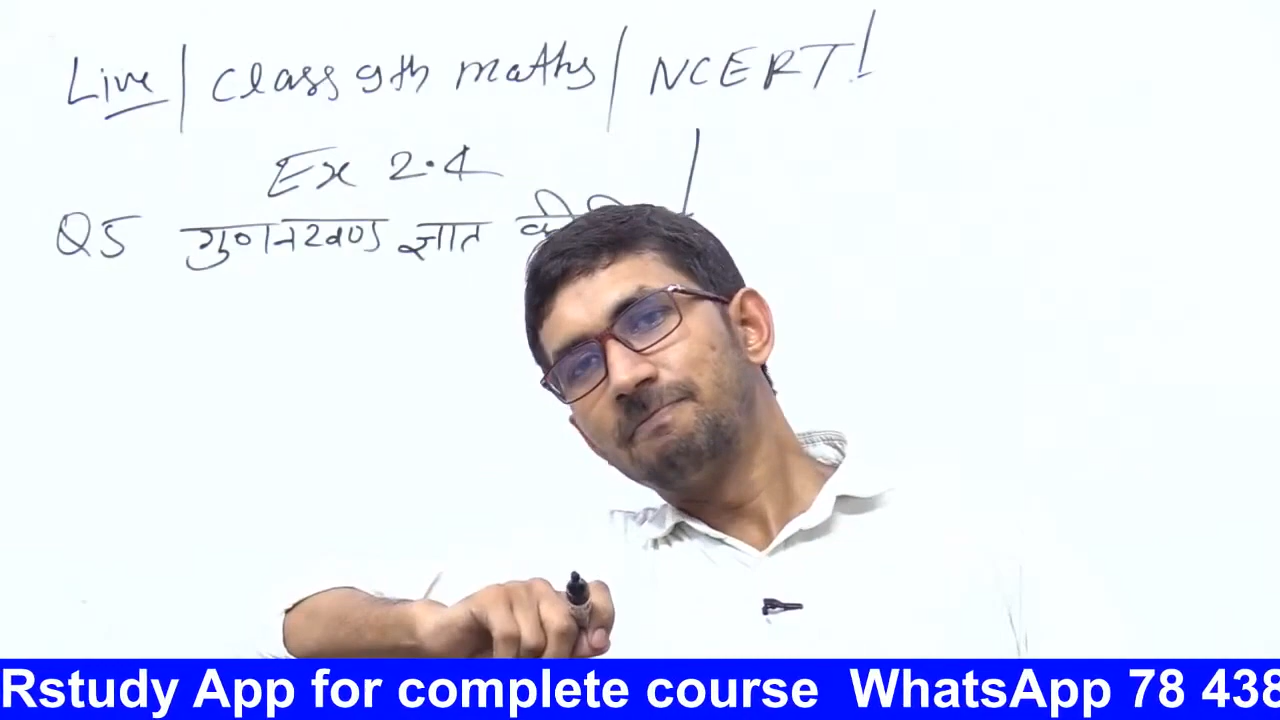 Live / Class 9th maths / NCERT /
Ex 2.4
Q5 गुणनखण्ड ज्ञात
Rstudy App for complete course WhatsApp 78 438